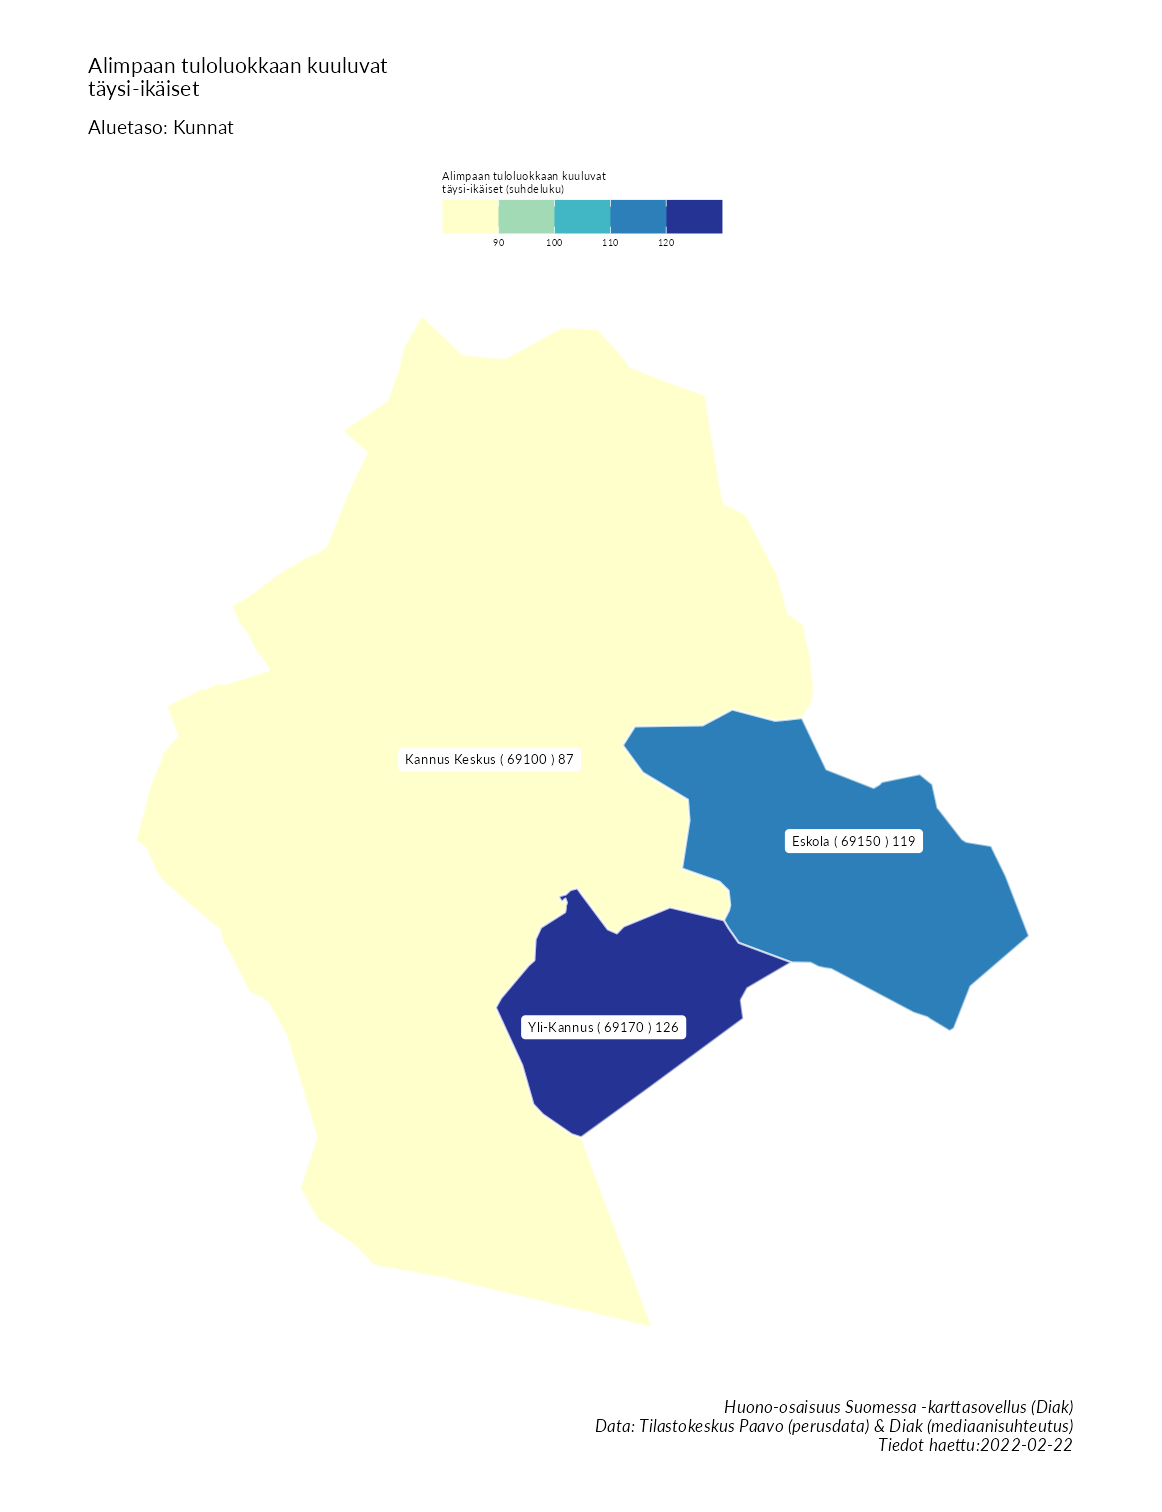 Alimpaan tuloluokkaan kuuluvat
täysi-ikäiset
Aluetaso: Kunnat
Alimpaan tuloluokkaan kuuluvat
täysi-ikäiset (suhdeluku)
90 100 110 120
Kannus Keskus ( 69100 ) 87
Eskola ( 69150 ) 119
Yli-Kannus ( 69170 ) 126
Huono-osaisuus Suomessa -karttasovellus (Diak)
Data: Tilastokeskus Paavo (perusdata) & Diak (mediaanisuhteutus)
Tiedot haettu:2022-02-22